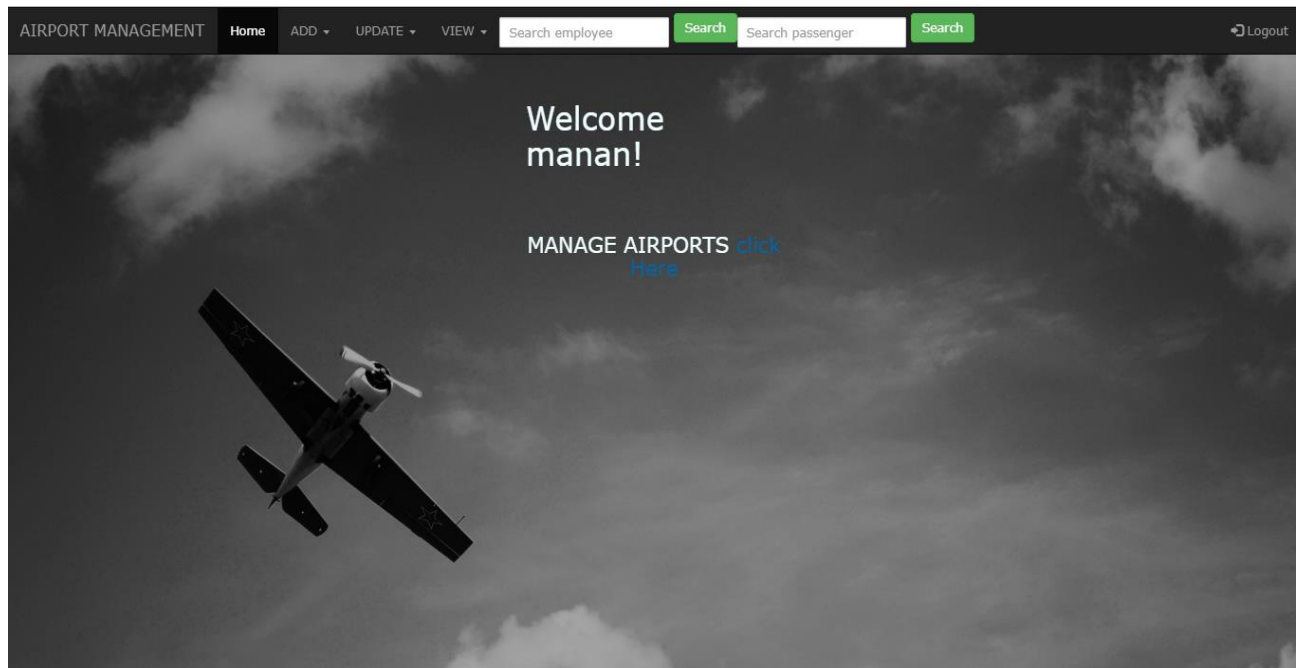 AIRPORT MANAGEMENT Home ADD UPDATE VIEW Search employee Search Search passenger Search Logout
Welcome
manan!
MANAGE AIRPORTS click
Here